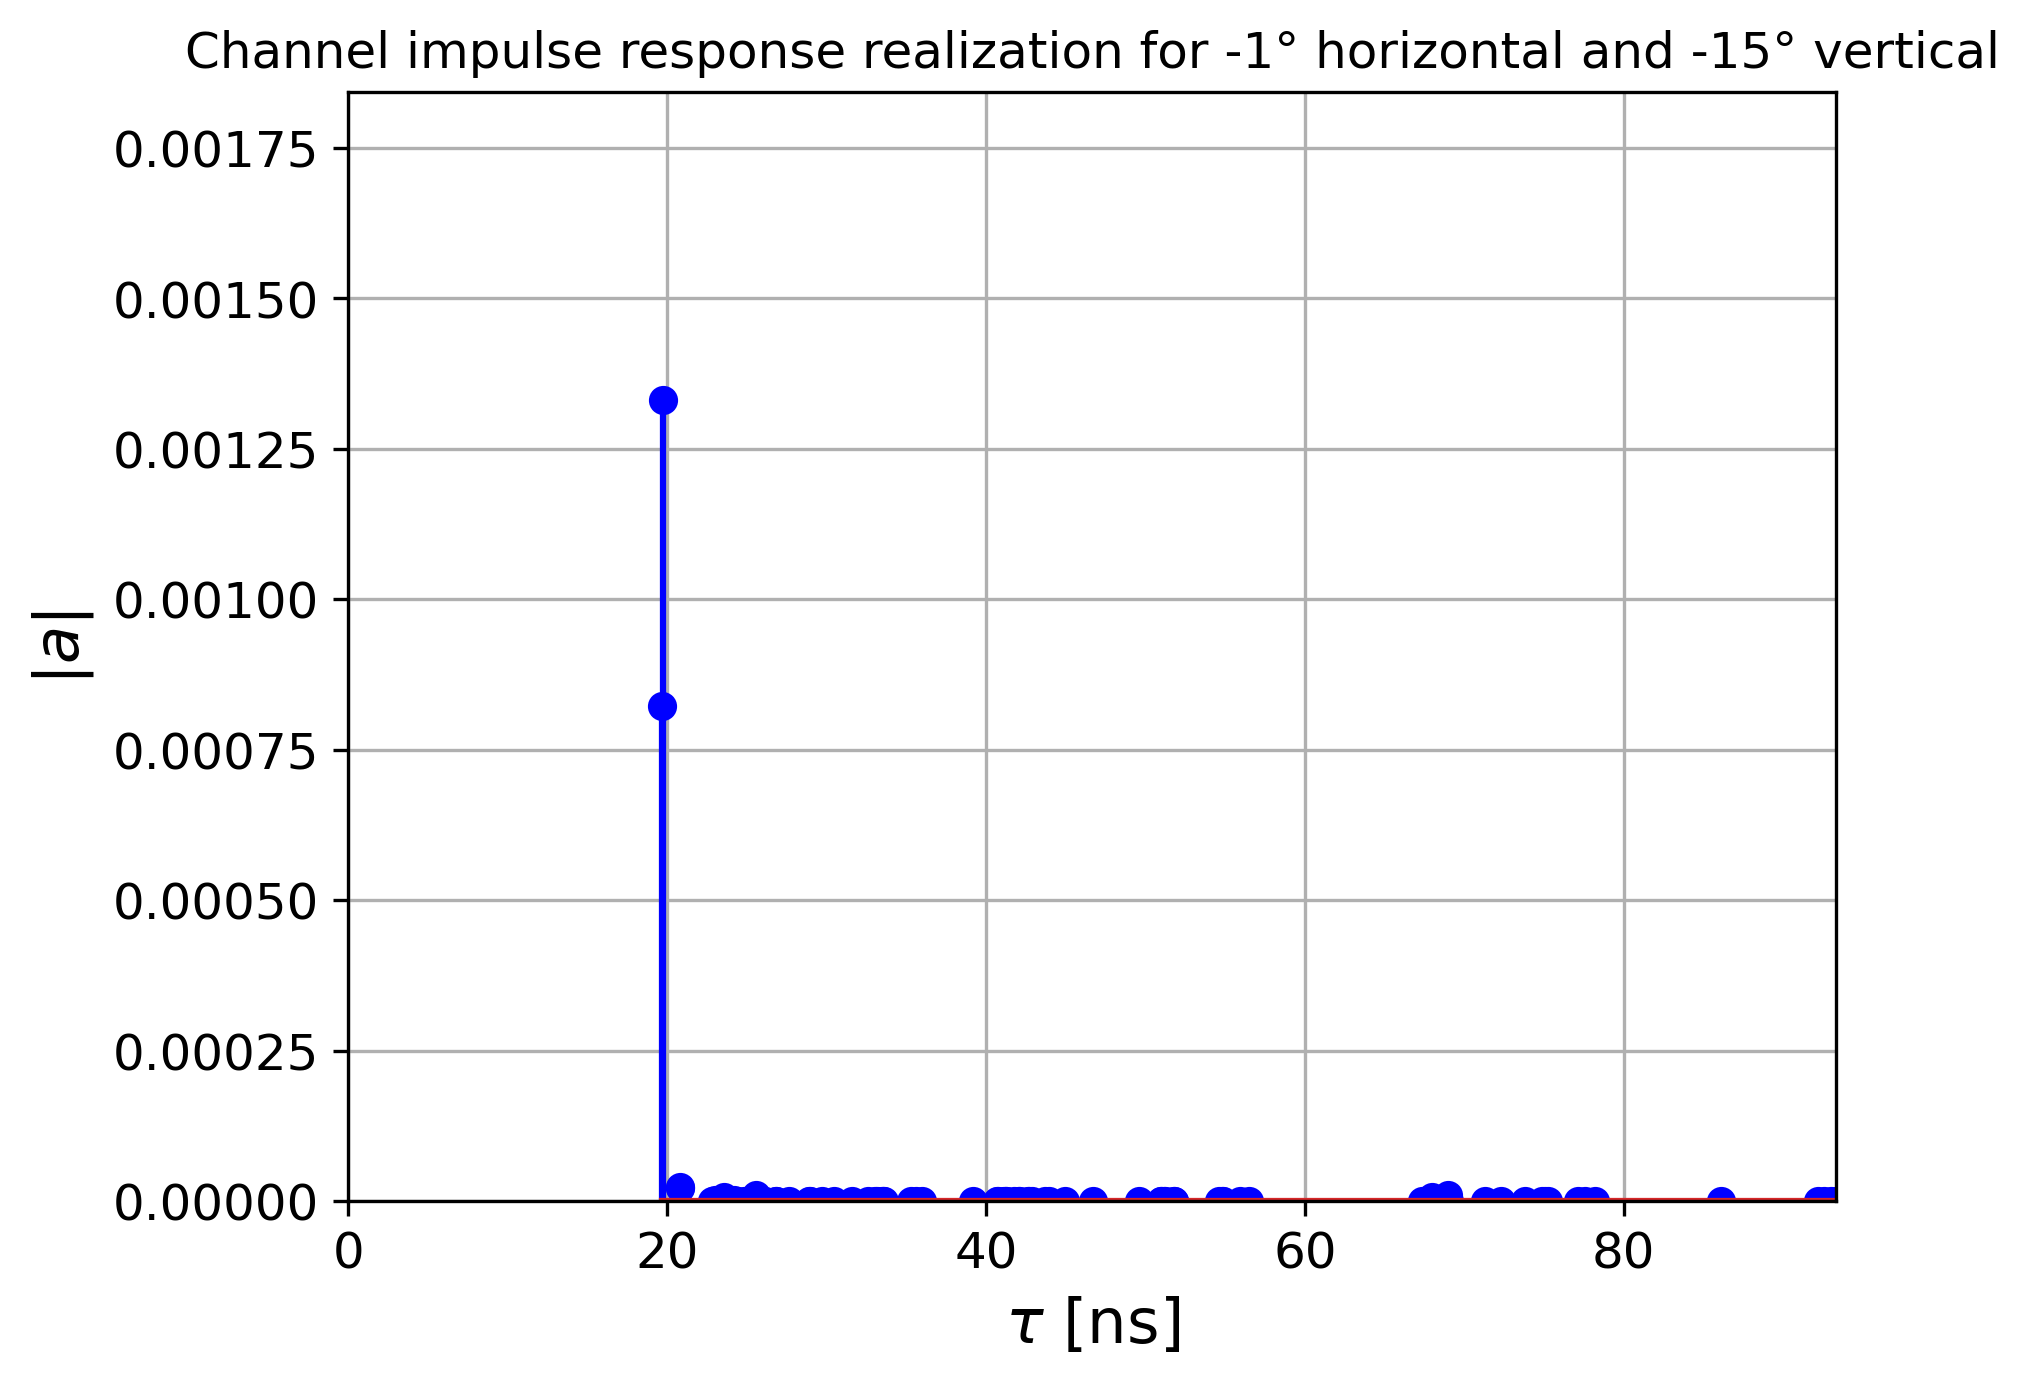 Channel impulse response realization for -1° horizontal and -15° vertical
0.00175
0.00150
0.00125
0.00100
0.00075
0.00050
0.00025
0.00000
|a|
0 20 40 60 80
τ [ns]